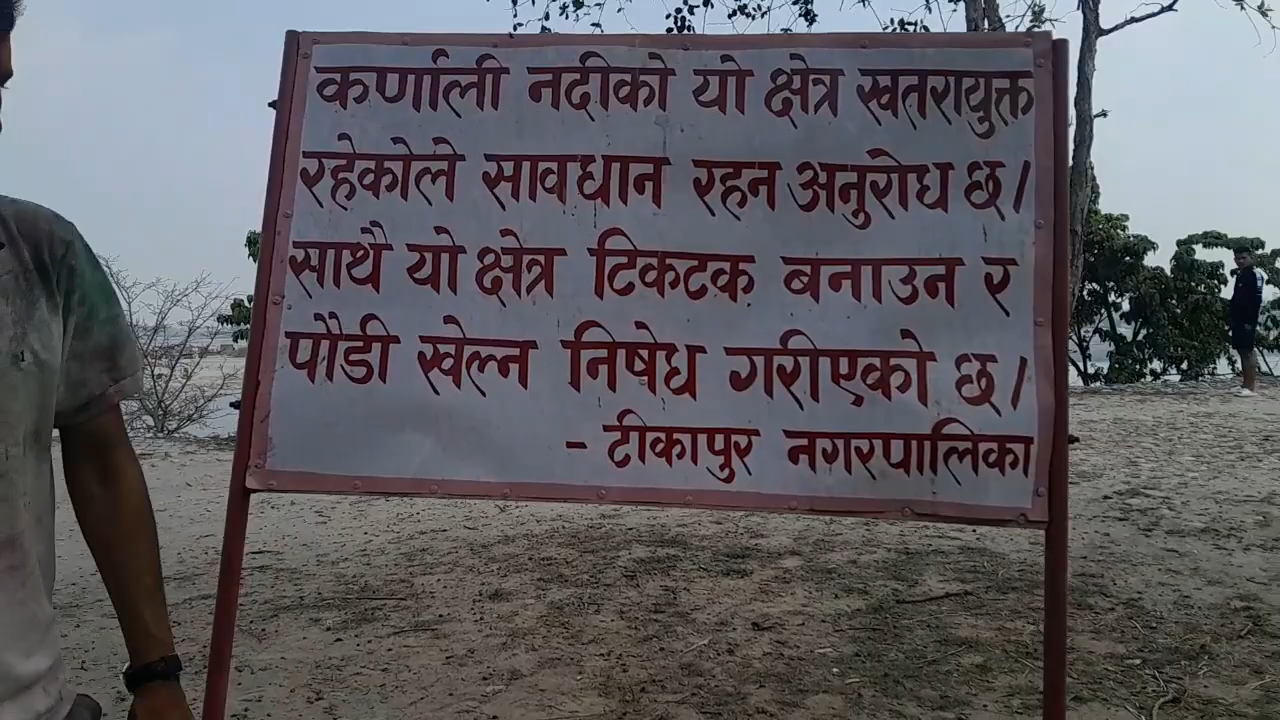 कर्णाली नदीको यो क्षेत्र खतरायुक्त
रहेकोले सावधान रहन अनुरोध छ।
साथै यो क्षेत्र टिकटक बनाउन र
पौडी खेल्न निषेध गरीएको छ।
- टीकापुर नगरपालिका